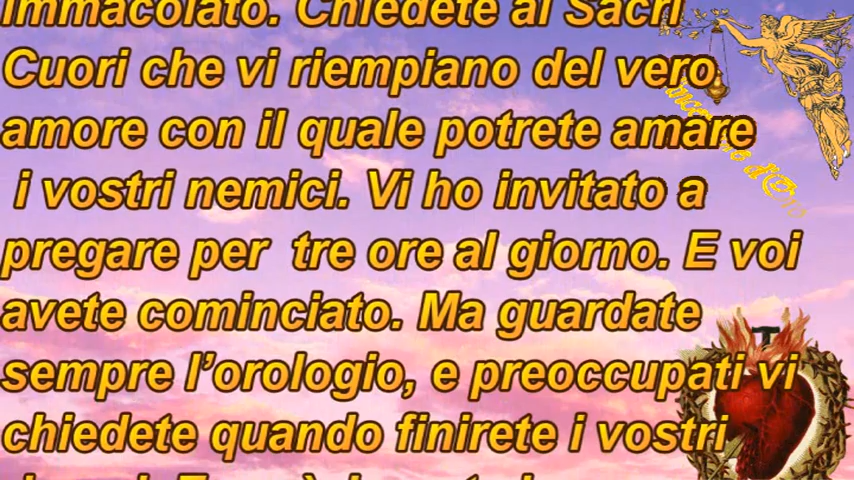 Immacolato. Chiedete ai Sacri
Cuori che vi riempiano del vero
amore con il quale potrete amare
i vostri nemici. Vi ho invitato a
pregare per tre ore al giorno. E voi
avete cominciato. Ma guardate
sempre l’orologio, e preoccupati vi
chiedete quando finirete i vostri